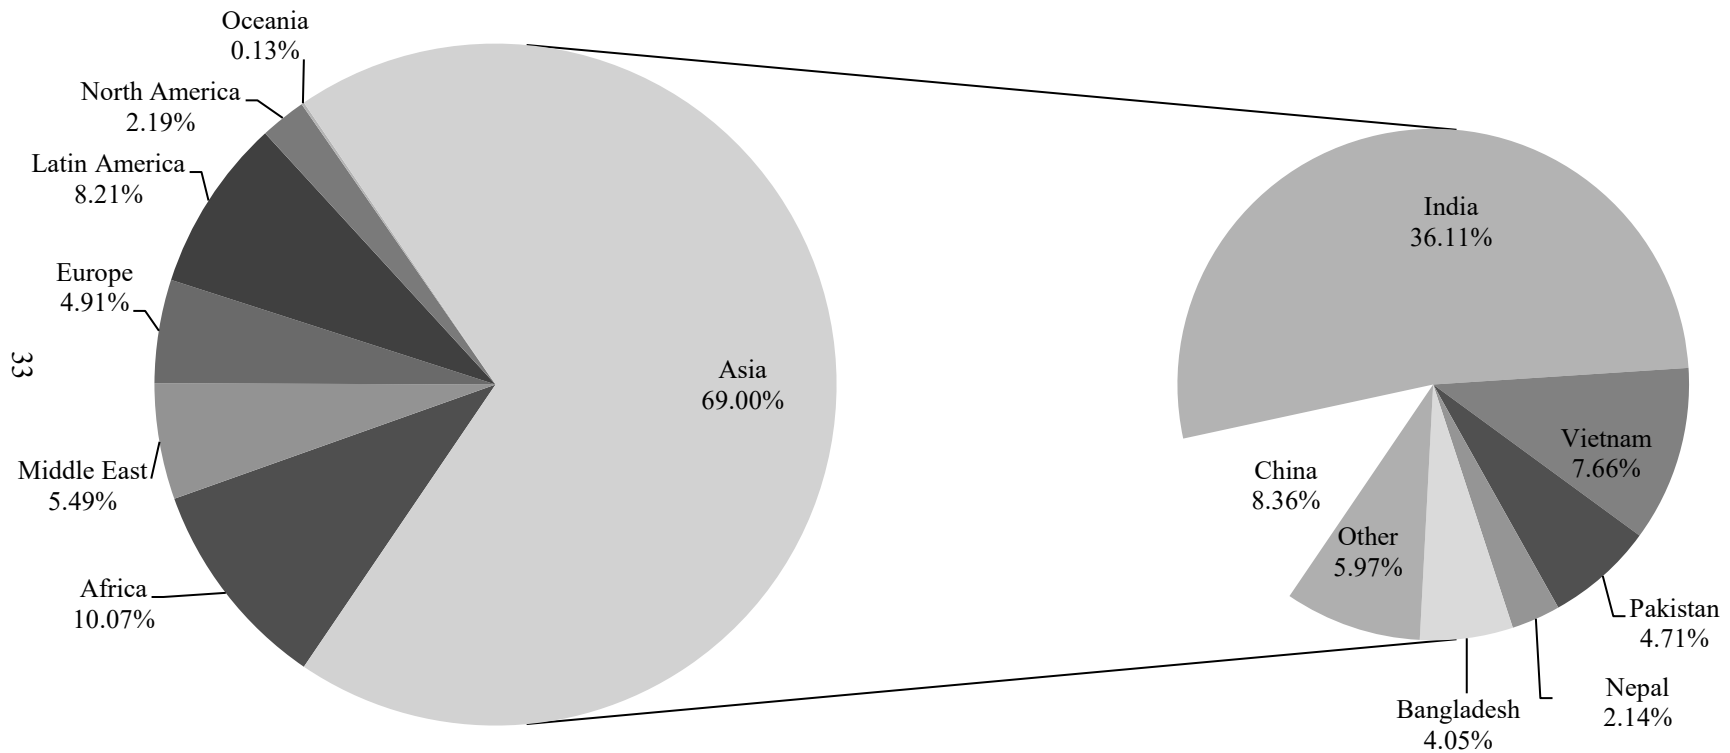 Oceania
0.13%
North America
2.19%
Latin America
8.21%
Europe
4.91%
Middle East
5.49%
Africa
10.07%
Asia
69.00%
India
36.11%
Vietnam
7.66%
Pakistan
4.71%
Nepal
2.14%
Bangladesh
4.05%
Other
5.97%
China
8.36%
33